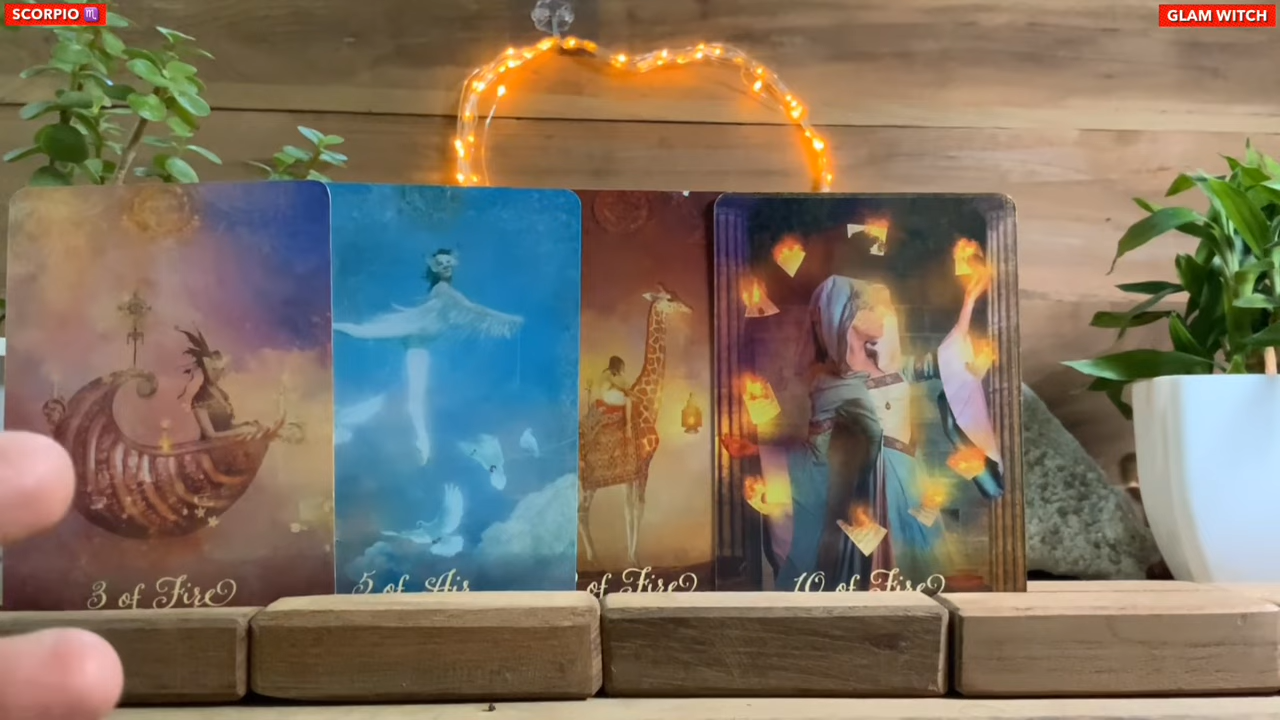 SCORPIO ♏
GLAM WITCH
3 of Fire
5 of Air
of Fire
10 of Fire